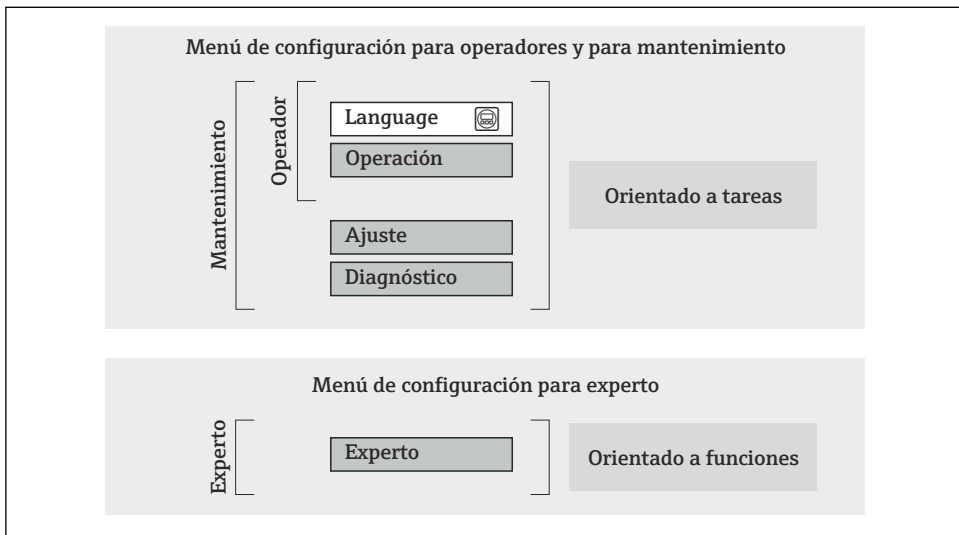 Menú de configuración para operadores y para mantenimiento
Mantenimiento
Operador
Language
Operación
Ajuste
Diagnóstico
Orientado a tareas
Menú de configuración para experto
Experto
Experto
Orientado a funciones